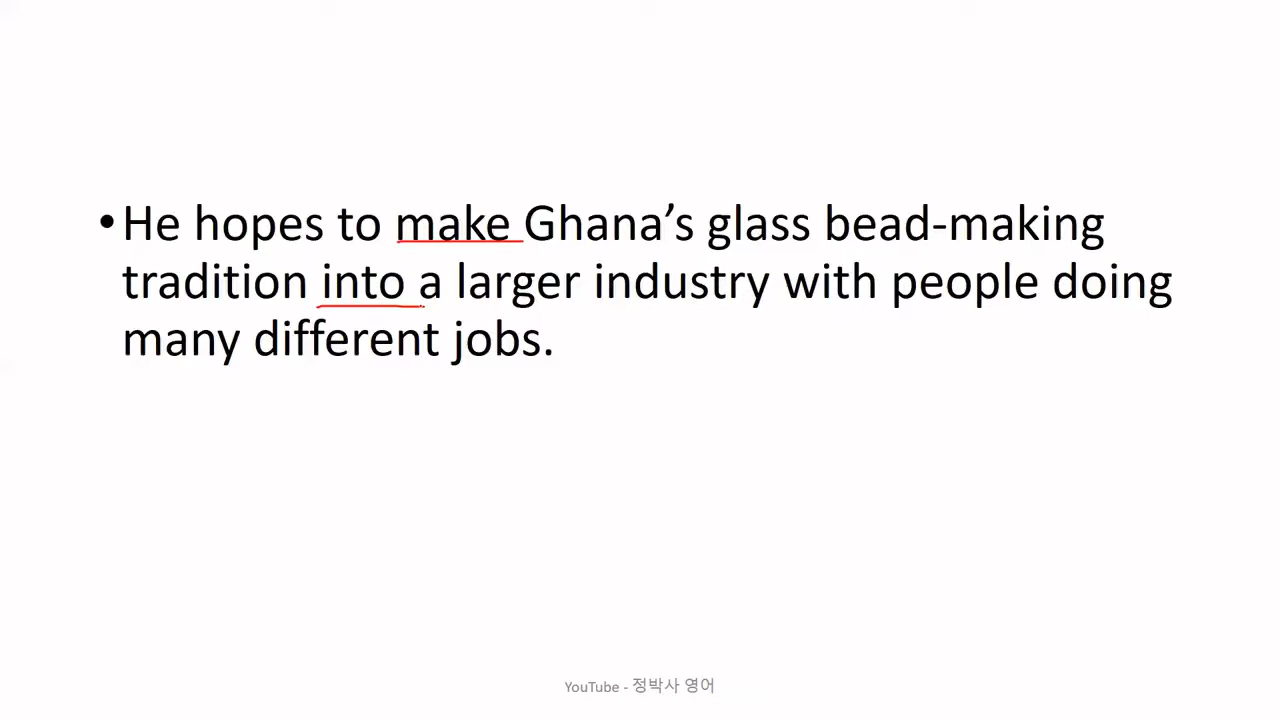 •He hopes to make Ghana’s glass bead-making
tradition into a larger industry with people doing
many different jobs.
YouTube - 정박사 영어